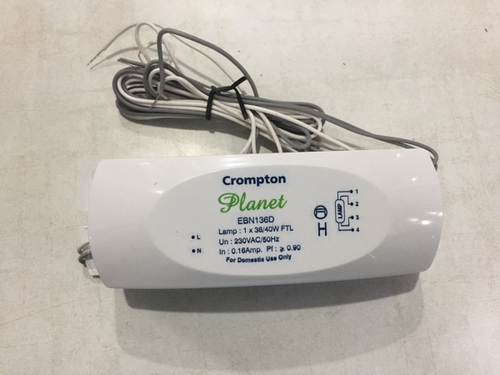 Crompton
Planet
EBN136D
Lamp : 1 x 36/40W FTL
Un : 230VAC/50Hz
In : 0.16Amp. Pf : ⩾ 0.90
For Domestic Use Only
L
N
LAMP
1
2
3
4